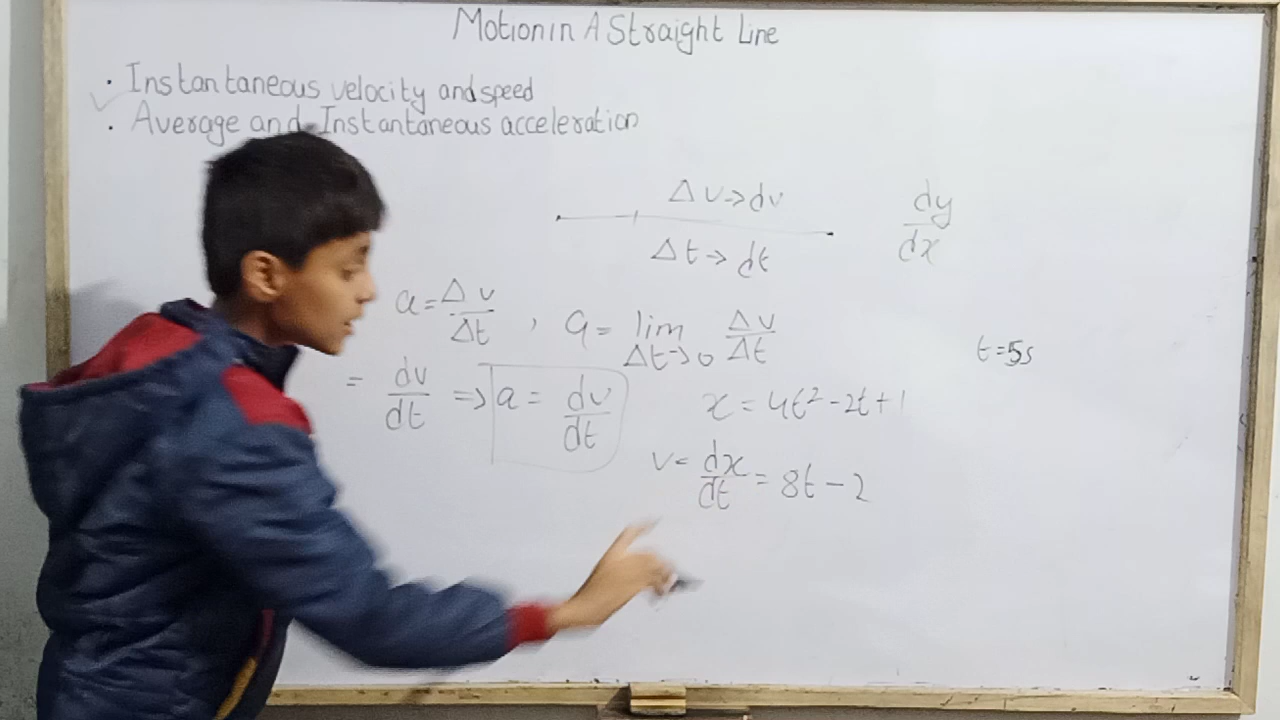 Motion in A Straight Line
· Instantaneous velocity and speed
· Average and Instantaneous acceleration
Δv→dv
Δt→dt
dy/dx
a=Δv/Δt , a= lim Δt→0 Δv/Δt
t=5s
= dv/dt => a= dv/dt
x = 4t²-2t+1
v= dx/dt = 8t-2